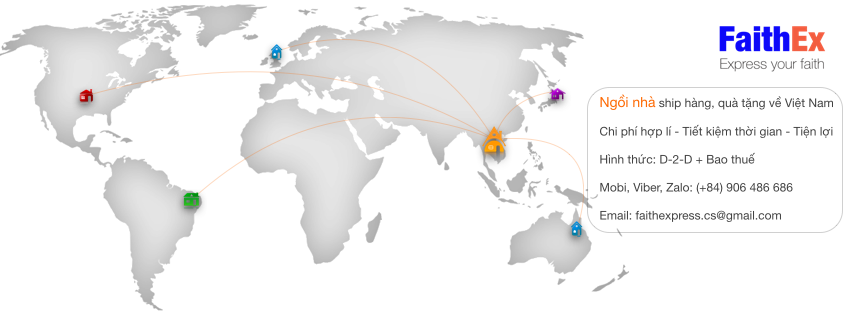 FaithEx
Express your faith
Ngồi nhà ship hàng, quà tặng về Việt Nam
Chi phí hợp lí - Tiết kiệm thời gian - Tiện lợi
Hình thức: D-2-D + Bao thuế
Mobi, Viber, Zalo: (+84) 906 486 686
Email: faithexpress.cs@gmail.com